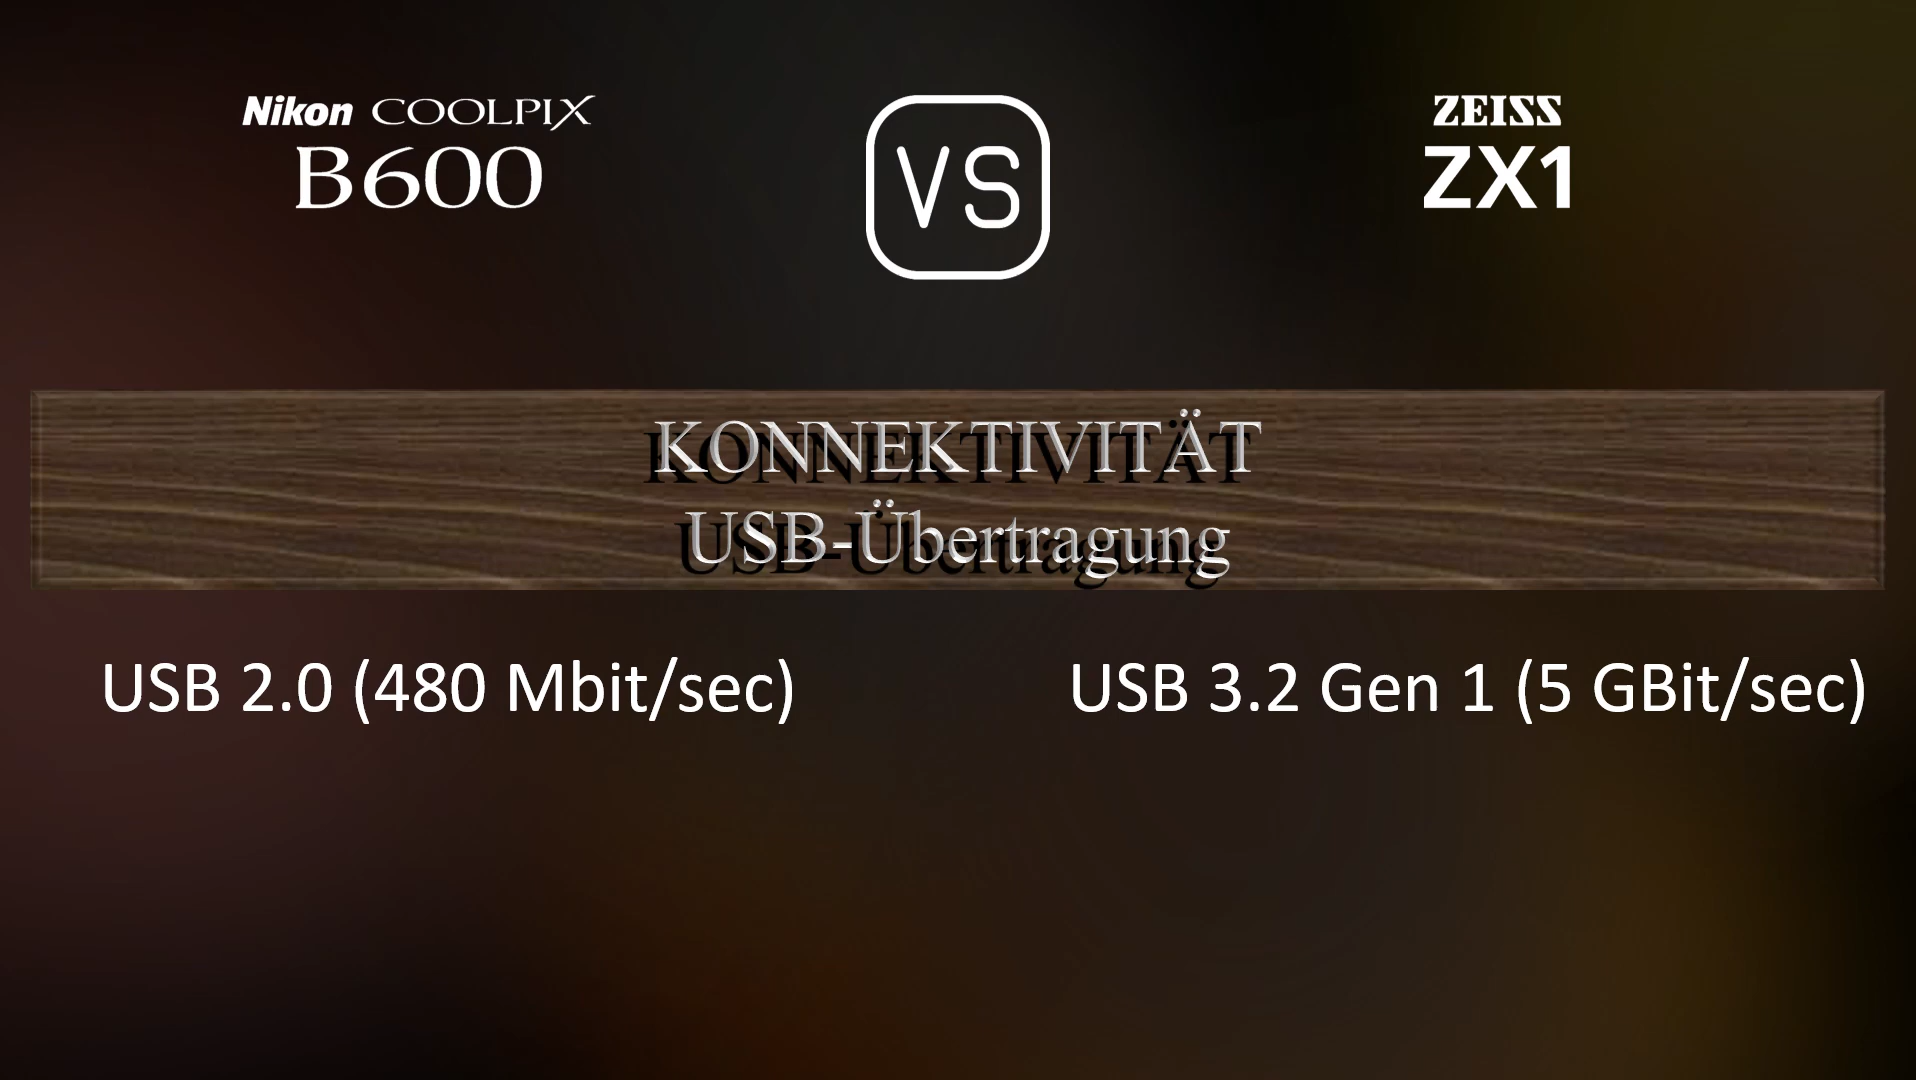 Nikon COOLPIX
B600
VS
ZEISS
ZX1
KONNEKTIVITÄT
USB-Übertragung
USB 2.0 (480 Mbit/sec)
USB 3.2 Gen 1 (5 GBit/sec)